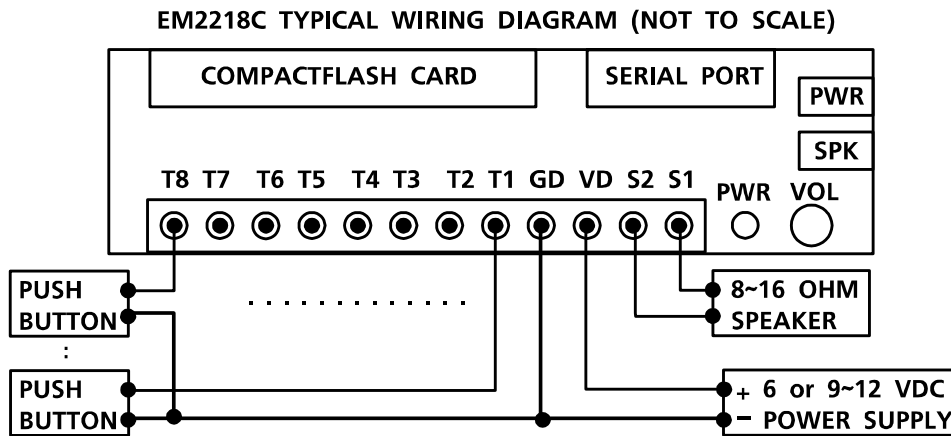 EM2218C TYPICAL WIRING DIAGRAM (NOT TO SCALE)
COMPACTFLASH CARD
SERIAL PORT
PWR
SPK
T8 T7 T6 T5 T4 T3 T2 T1 GD VD S2 S1
PWR VOL
PUSH
BUTTON
:
PUSH
BUTTON
. . . . . . . . . . . . .
8~16 OHM
SPEAKER
+ 6 or 9~12 VDC
- POWER SUPPLY